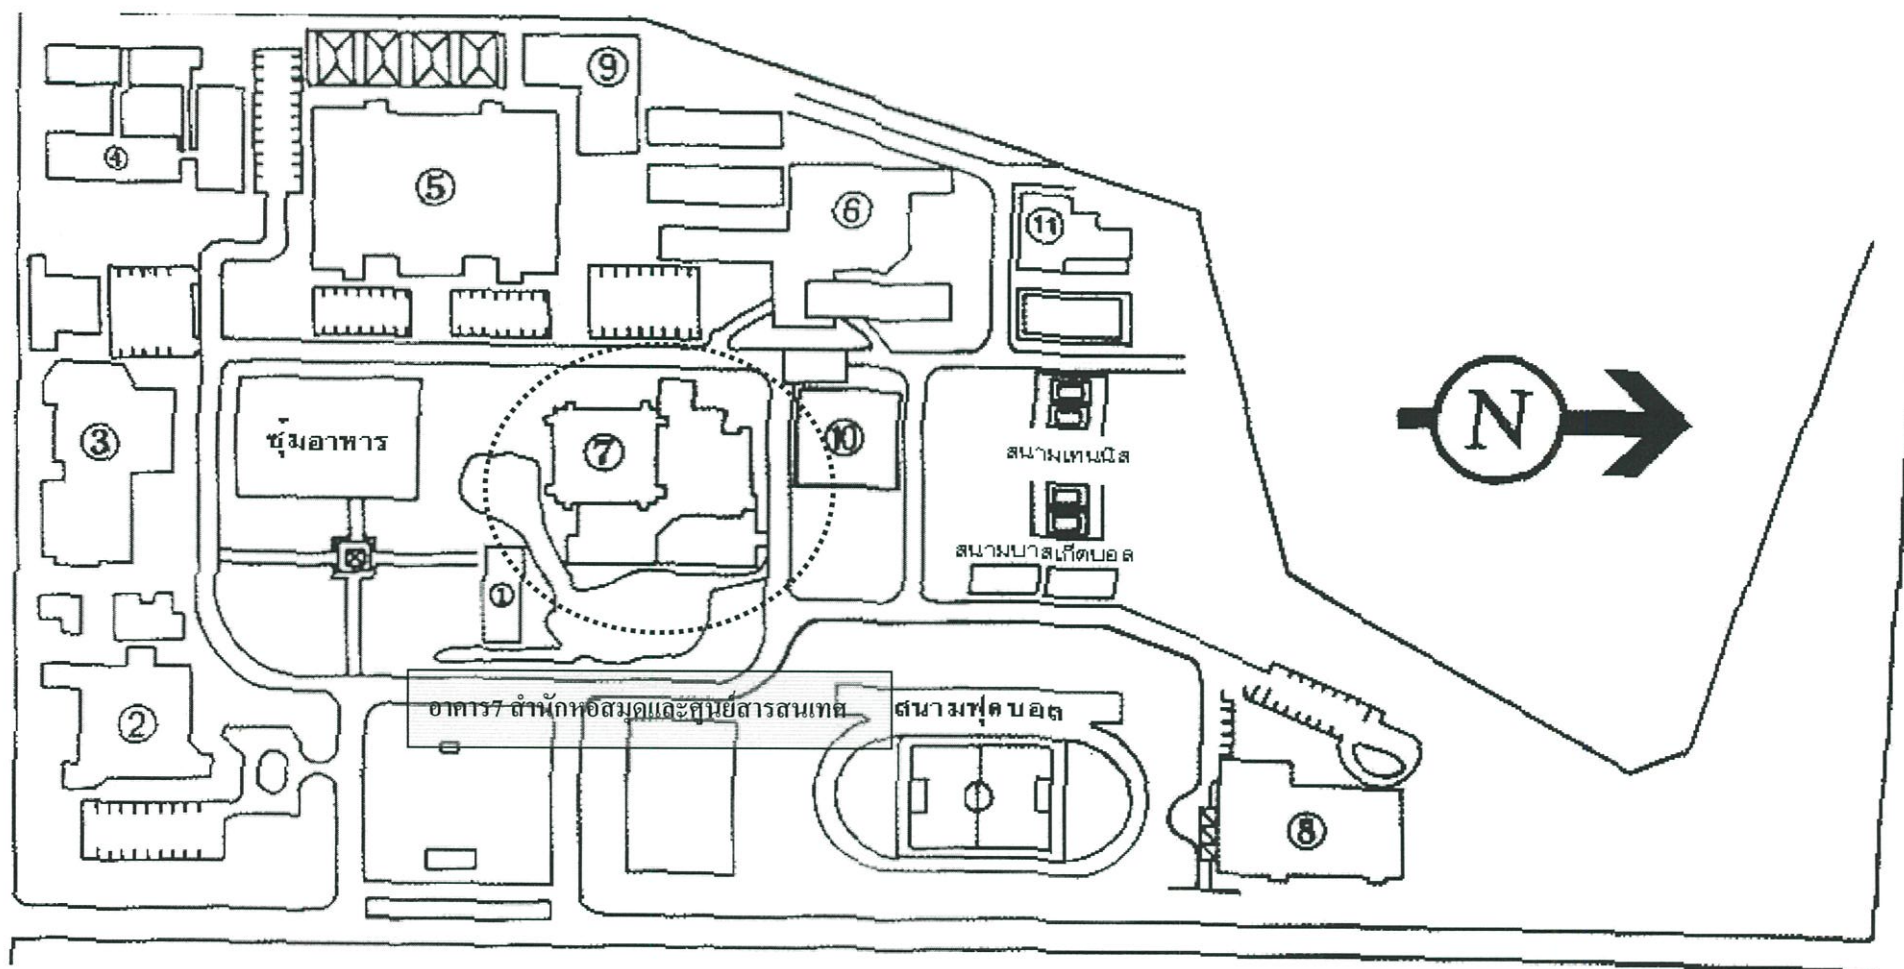 ⑨
④
⑤
⑥
⑪
N
③
ซุ้มอาหาร
⑦
⑩
สนามเทนนิส
สนามบาสเก็ตบอล
①
②
อาคาร7 สำนักหอสมุดและศูนย์สารสนเทศ
สนามฟุตบอล
⑧